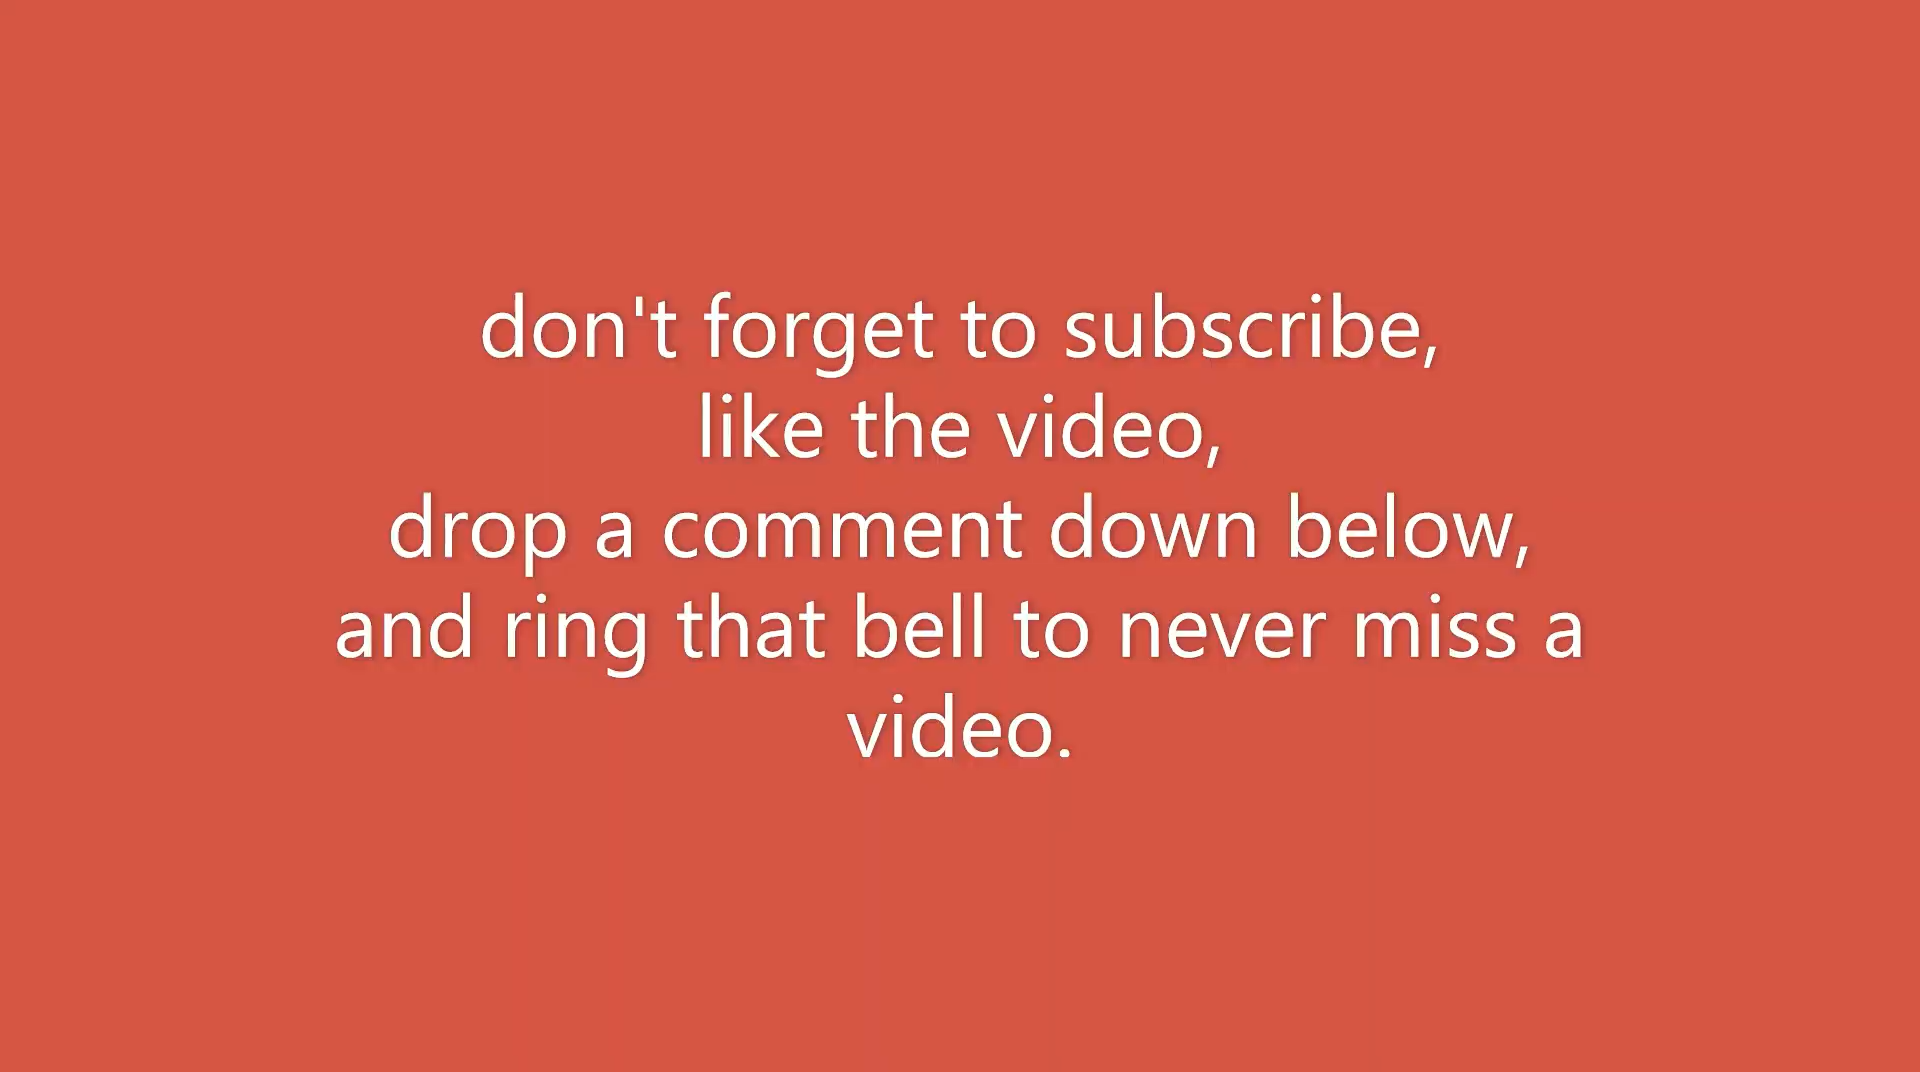 don't forget to subscribe,
like the video,
drop a comment down below,
and ring that bell to never miss a
video.